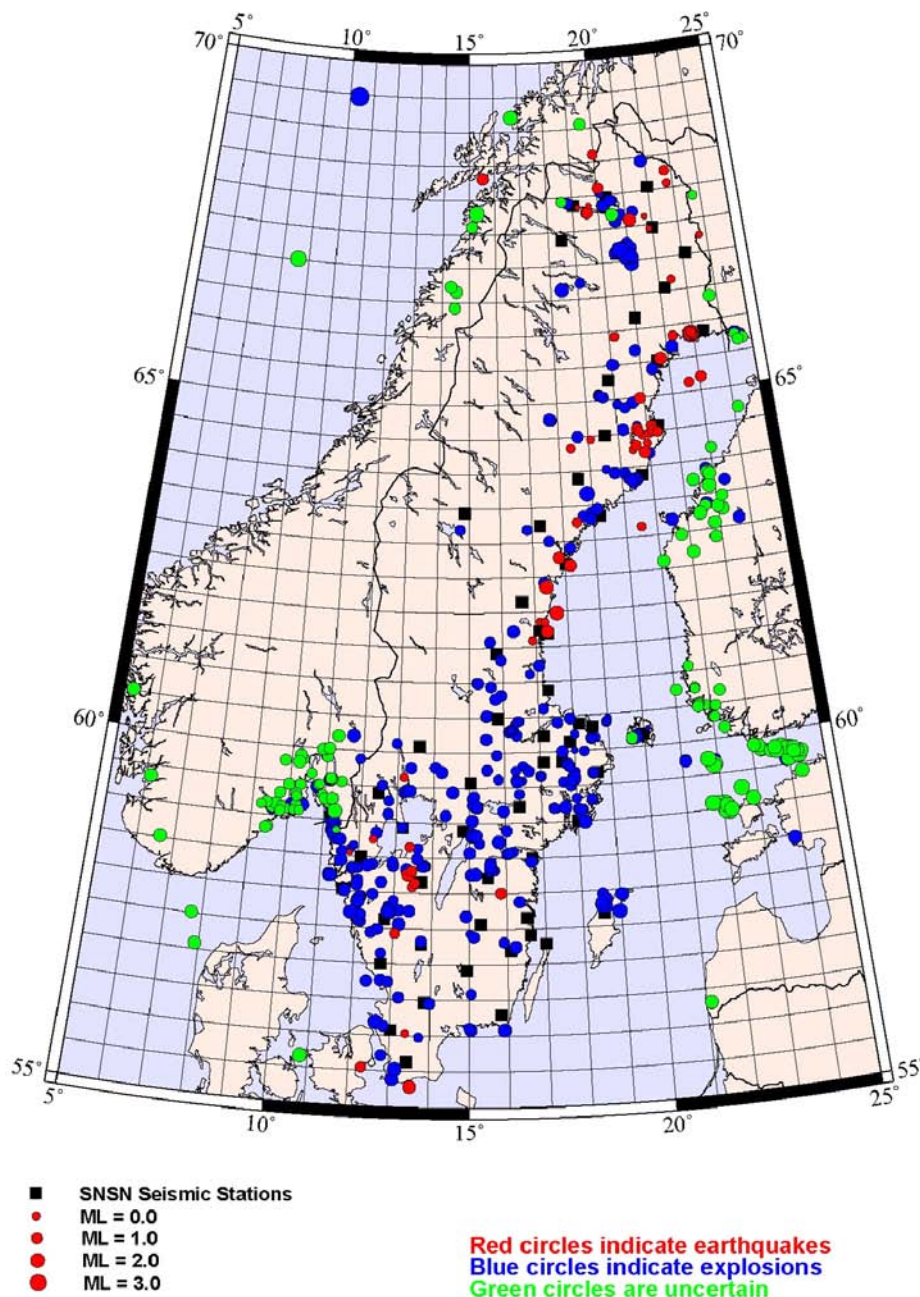 5° 25°
70° 10° 15° 20° 70°
65° 65°
60° 60°
55° 55°
5° 25°
10° 15° 20°
SNSN Seismic Stations
ML = 0.0
ML = 1.0
ML = 2.0
ML = 3.0
Red circles indicate earthquakes
Blue circles indicate explosions
Green circles are uncertain